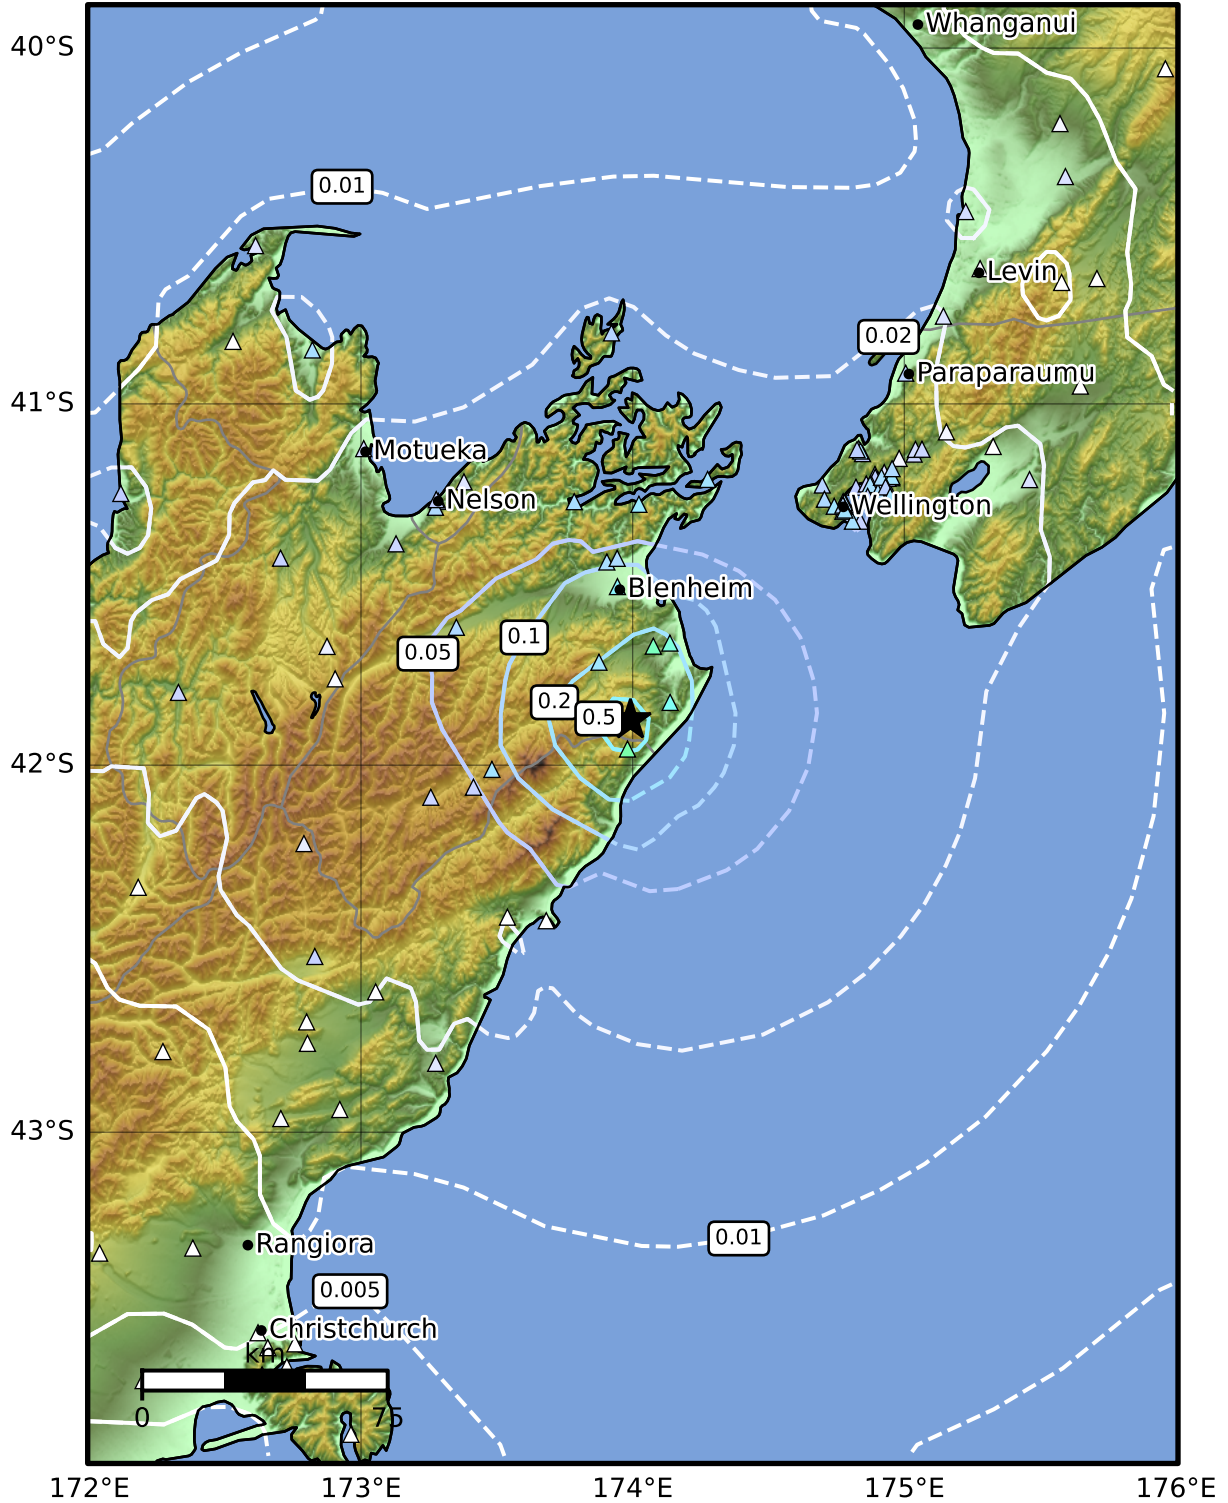 40°S
Whanganui
0.01
Levin
0.02
Paraparaumu
41°S
Motueka
Nelson
Wellington
Blenheim
0.1
0.05
0.2
0.5
42°S
43°S
0.01
Rangiora
0.005
Christchurch
km
0
75
172°E
173°E
174°E
175°E
176°E